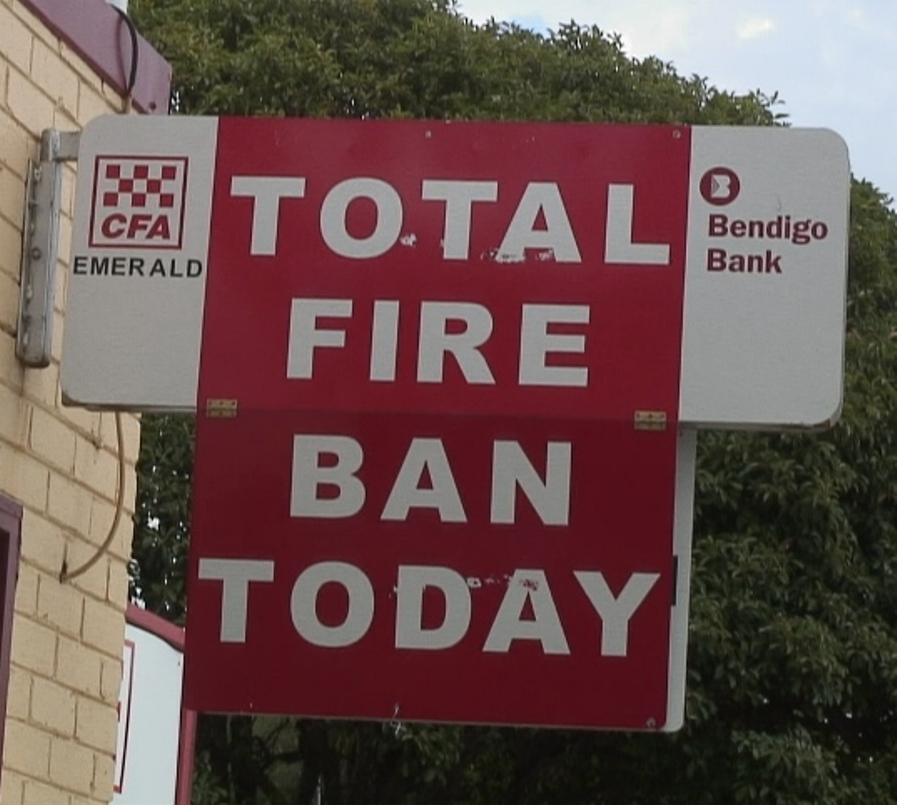 CFA
EMERALD
TOTAL
FIRE
BAN
TODAY
B
Bendigo
Bank